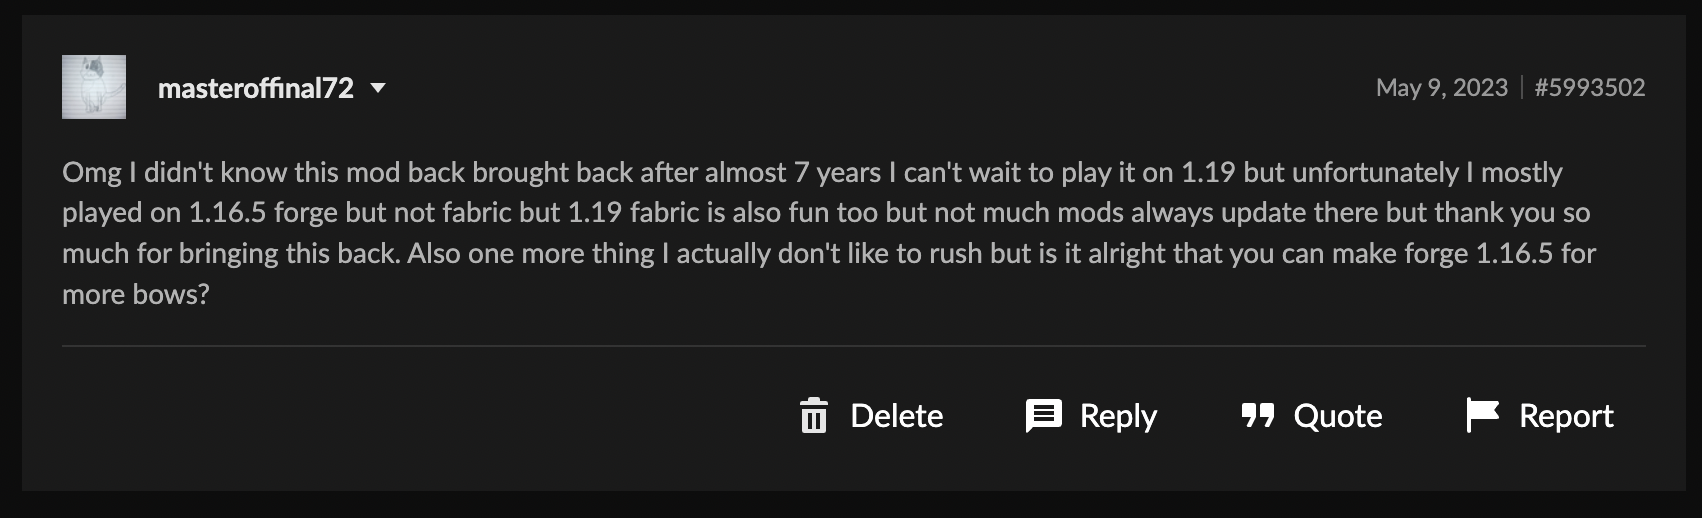 masteroffinal72
May 9, 2023 | #5993502
Omg I didn't know this mod back brought back after almost 7 years I can't wait to play it on 1.19 but unfortunately I mostly
played on 1.16.5 forge but not fabric but 1.19 fabric is also fun too but not much mods always update there but thank you so
much for bringing this back. Also one more thing I actually don't like to rush but is it alright that you can make forge 1.16.5 for
more bows?
Delete Reply Quote Report